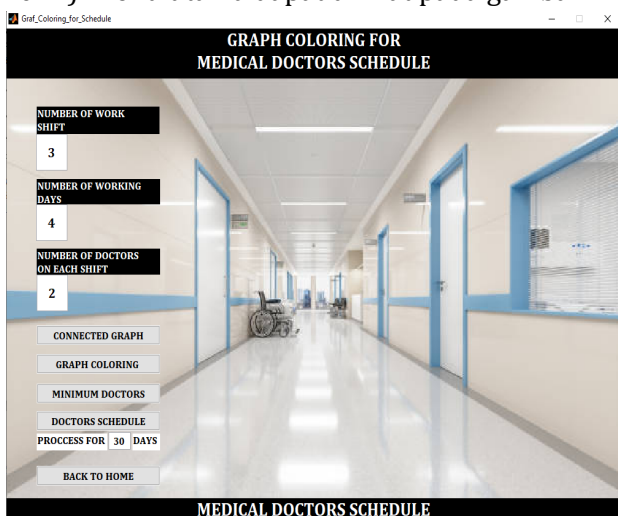 Graf_Coloring_for_Schedule
GRAPH COLORING FOR
MEDICAL DOCTORS SCHEDULE
NUMBER OF WORK
SHIFT
3
NUMBER OF WORKING
DAYS
4
NUMBER OF DOCTORS
ON EACH SHIFT
2
CONNECTED GRAPH
GRAPH COLORING
MINIMUM DOCTORS
DOCTORS SCHEDULE
PROCCESS FOR 30 DAYS
BACK TO HOME
MEDICAL DOCTORS SCHEDULE